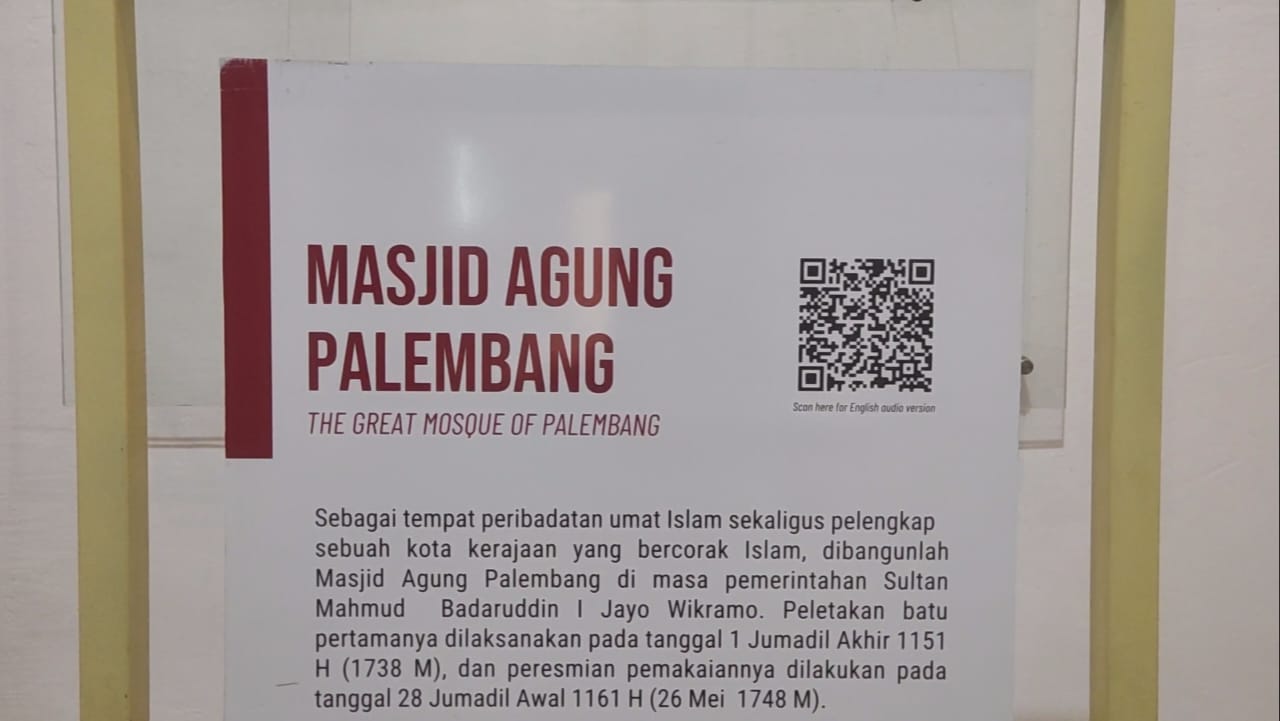 MASJID AGUNG
PALEMBANG
THE GREAT MOSQUE OF PALEMBANG
Scan here for English audio version
Sebagai tempat peribadatan umat Islam sekaligus pelengkap
sebuah kota kerajaan yang bercorak Islam, dibangunlah
Masjid Agung Palembang di masa pemerintahan Sultan
Mahmud Badaruddin I Jayo Wikramo. Peletakan batu
pertamanya dilaksanakan pada tanggal 1 Jumadil Akhir 1151
H (1738 M), dan peresmian pemakaiannya dilakukan pada
tanggal 28 Jumadil Awal 1161 H (26 Mei 1748 M).